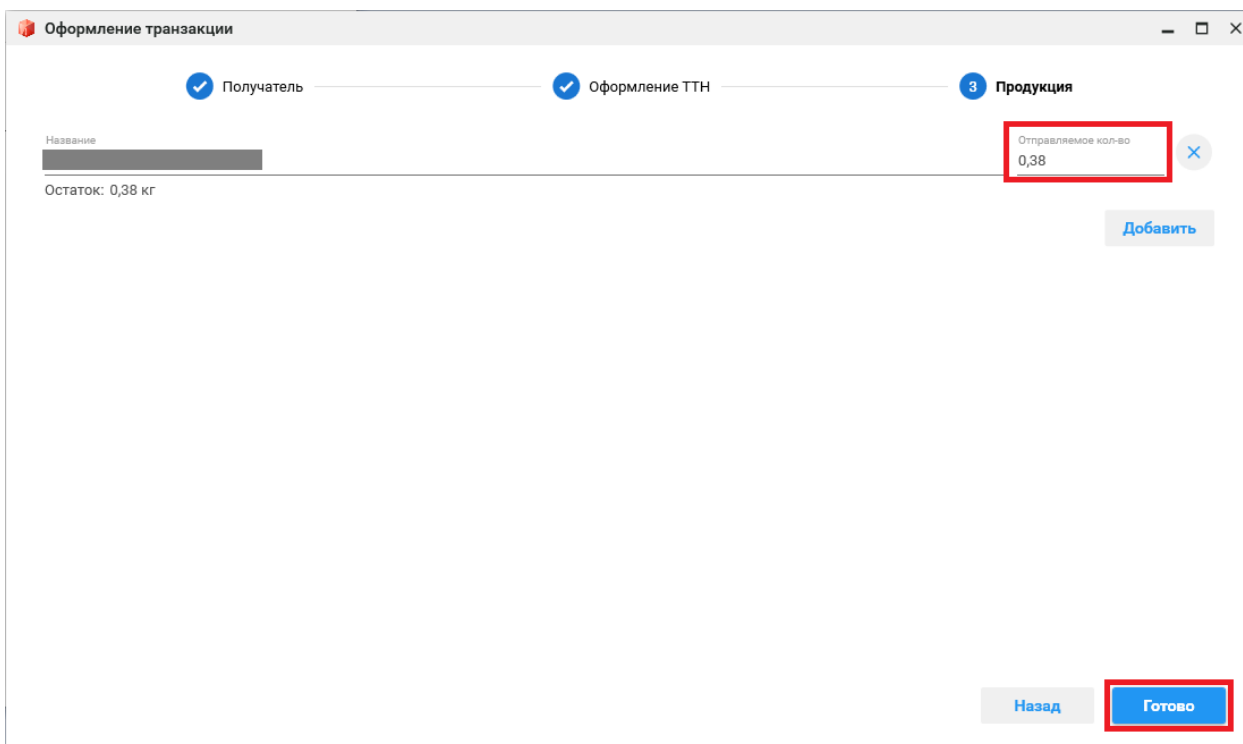 Оформление транзакции
Получатель
Оформление ТТН
3 Продукция
Название
Отправляемое кол-во
0,38
Остаток: 0,38 кг
Добавить
Назад
Готово